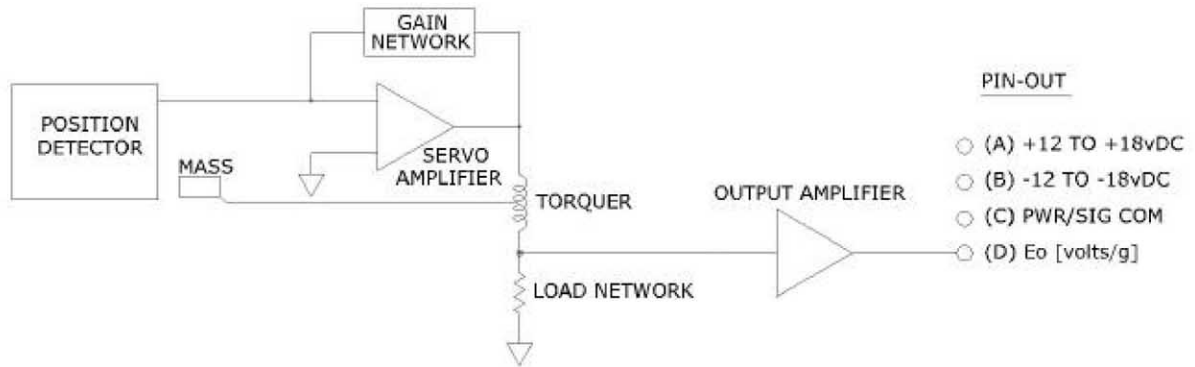 GAIN
NETWORK
POSITION
DETECTOR
MASS
SERVO
AMPLIFIER
TORQUER
LOAD NETWORK
OUTPUT AMPLIFIER
PIN-OUT
(A) +12 TO +18vDC
(B) -12 TO -18vDC
(C) PWR/SIG COM
(D) Eo [volts/g]